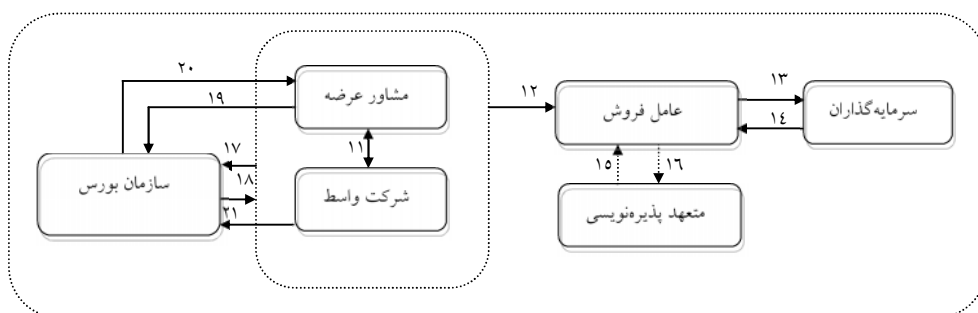 ۲۰
مشاور عرضه
۱۹
۱۲
۱۳
عامل فروش
سرمایه‌گذاران
۱۴
۱۱
۱۷
سازمان بورس
۱۸
شرکت واسط
۲۱
۱۵
۱۶
متعهد پذیره‌نویسی